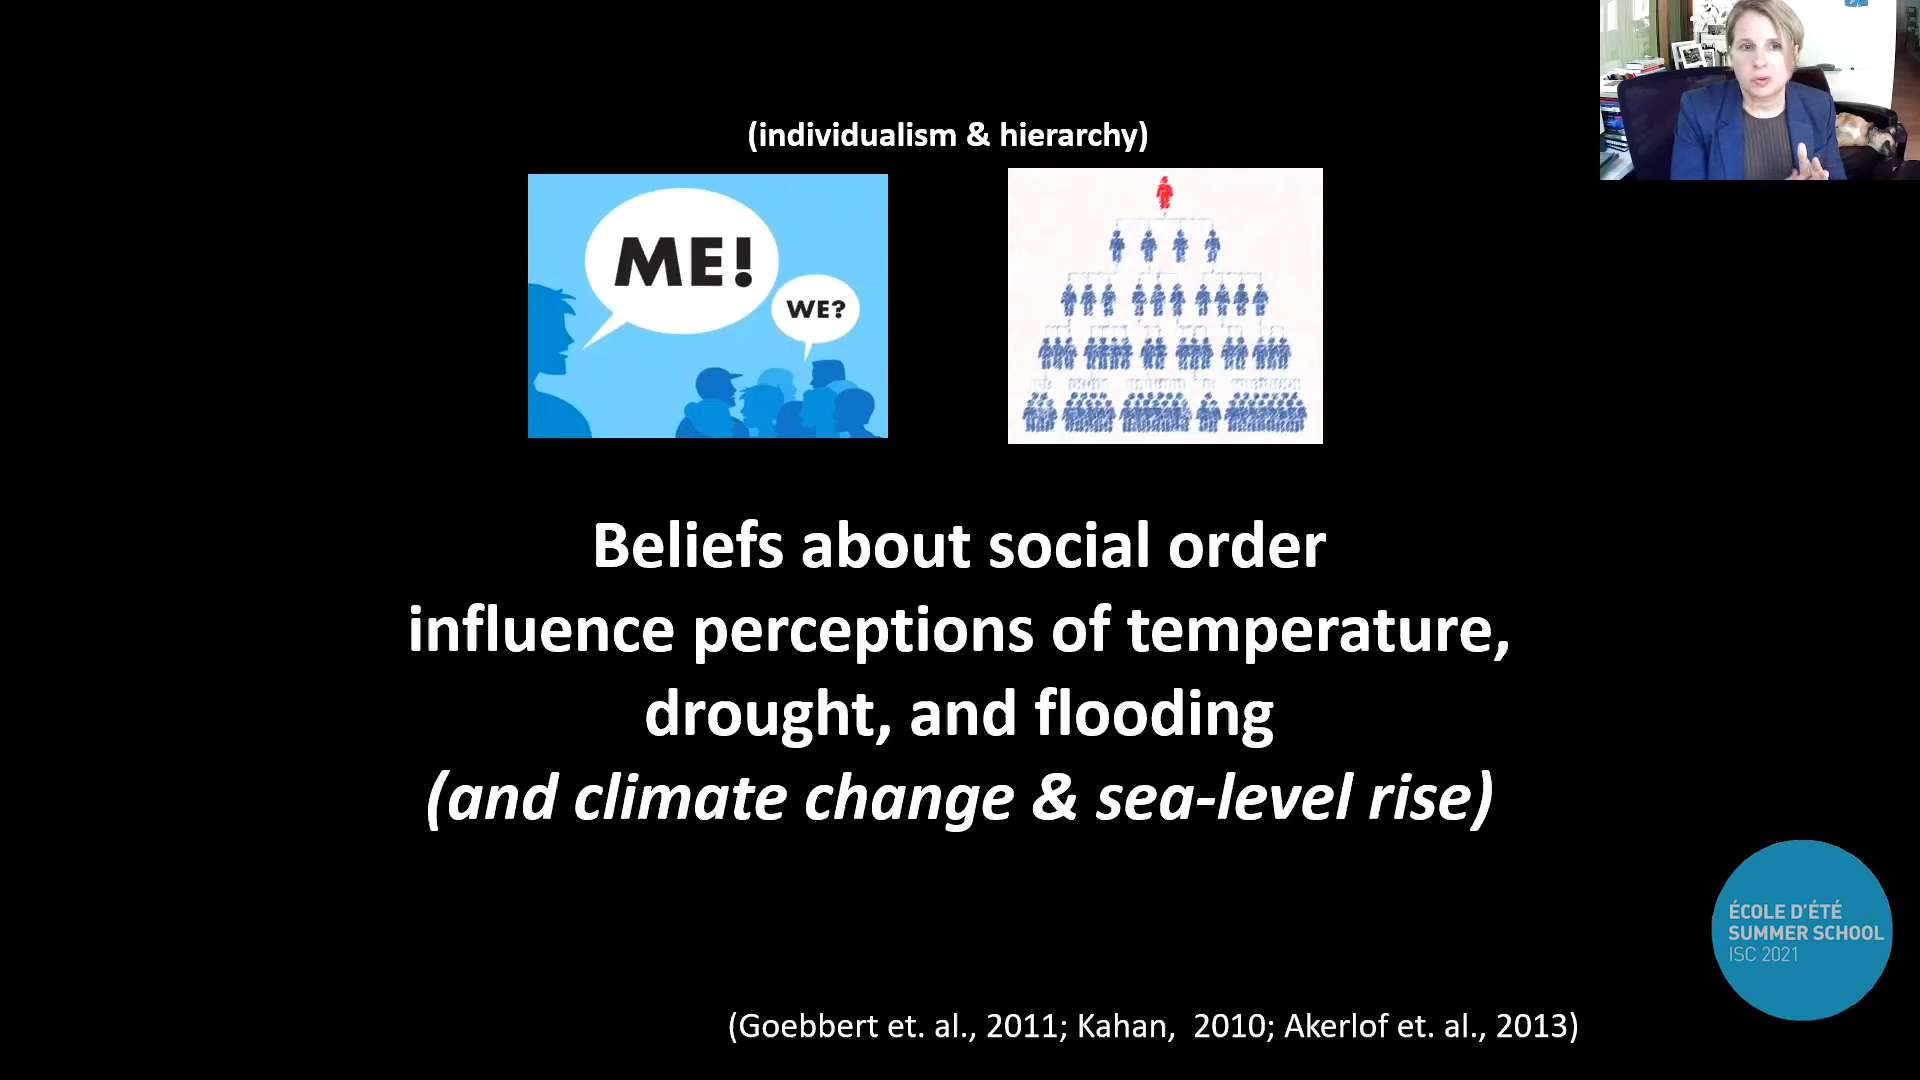 (individualism & hierarchy)
ME!
WE?
Beliefs about social order
influence perceptions of temperature,
drought, and flooding
(and climate change & sea-level rise)
ÉCOLE D'ÉTÉ
SUMMER SCHOOL
ISC 2021
(Goebbert et. al., 2011; Kahan,  2010; Akerlof et. al., 2013)